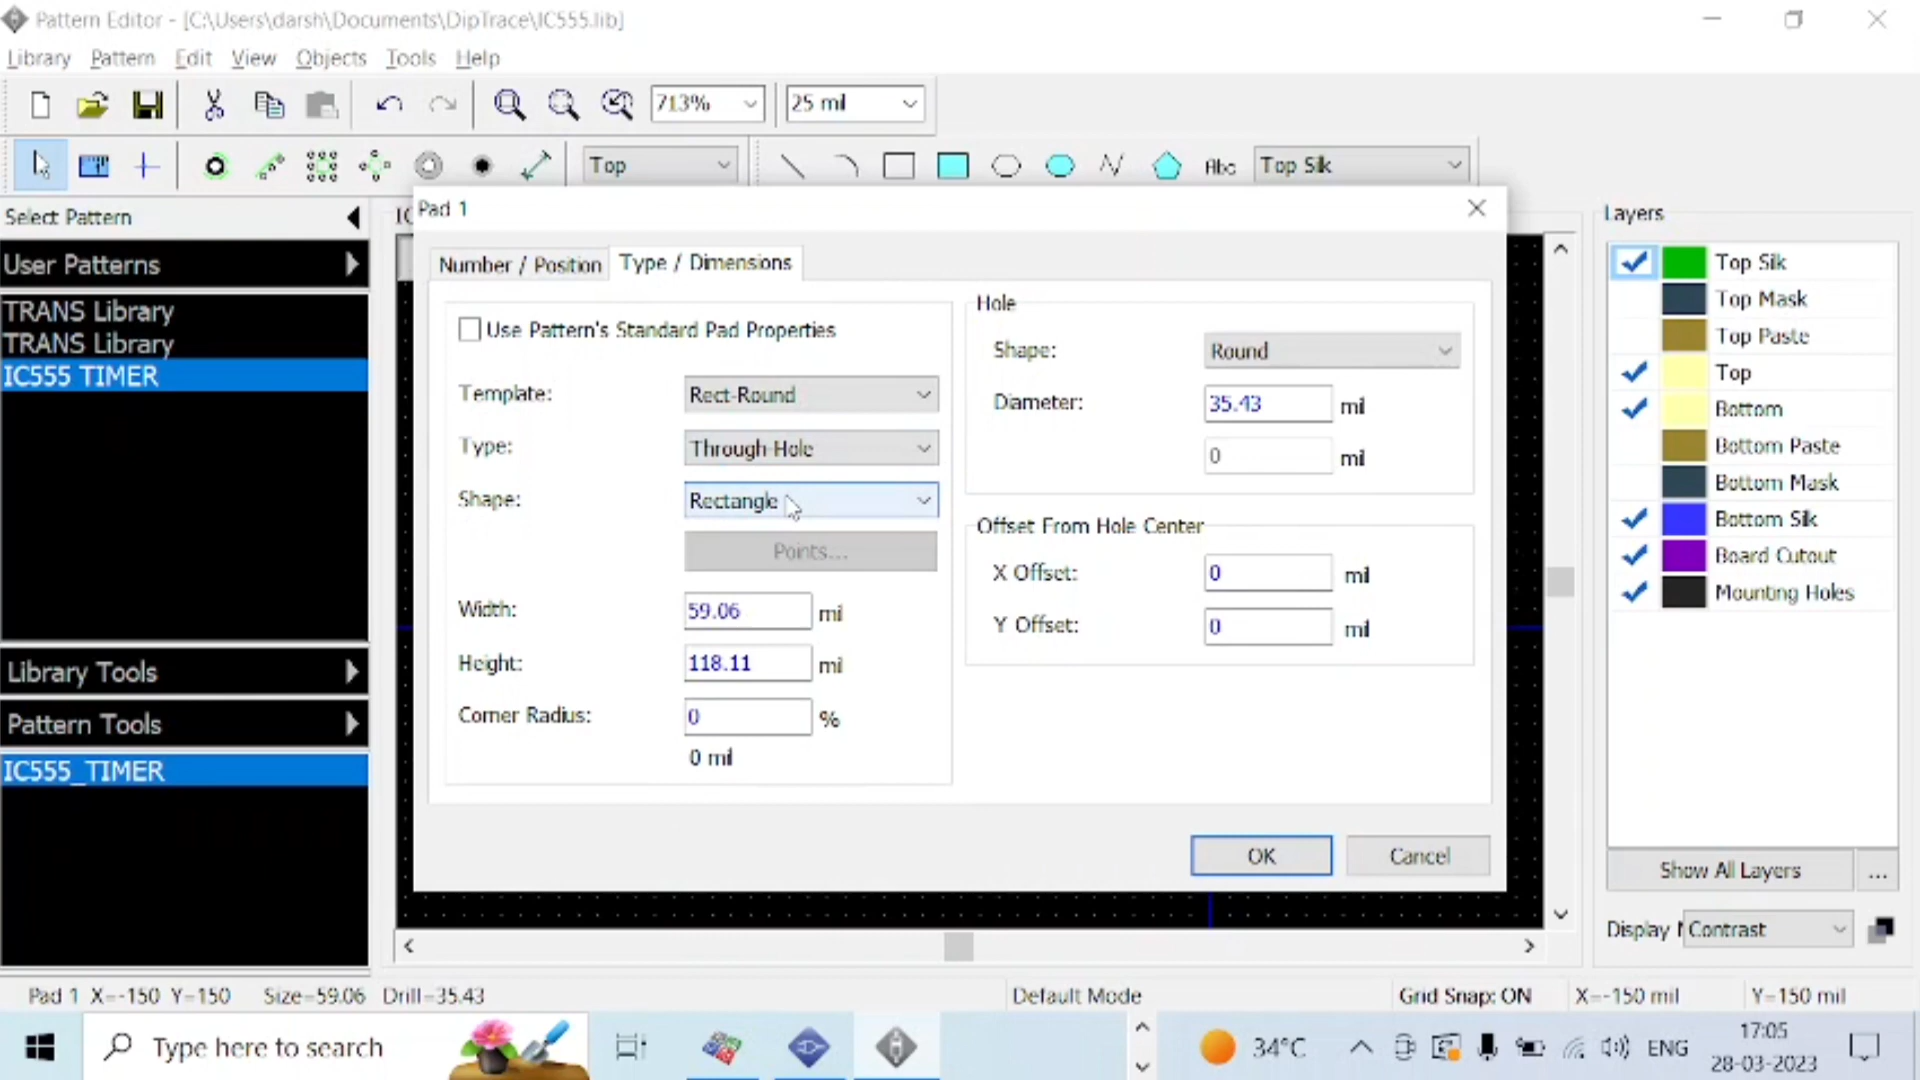 Pattern Editor - [C:\Users\darsh\Documents\DipTrace\IC555.lib]
Library Pattern Edit View Objects Tools Help
713% 25 mil
Top Abc Top Silk
Select Pattern
User Patterns
TRANS Library
TRANS Library
IC555 TIMER
Library Tools
Pattern Tools
IC555_TIMER
IC
Pad 1
Number / Position Type / Dimensions
Use Pattern's Standard Pad Properties
Template: Rect-Round
Type: Through-Hole
Shape: Rectangle
Points...
Width: 59.06 mil
Height: 118.11 mil
Corner Radius: 0 %
0 mil
Hole
Shape: Round
Diameter: 35.43 mil
0 mil
Offset From Hole Center
X Offset: 0 mil
Y Offset: 0 mil
OK Cancel
Layers
Top Silk
Top Mask
Top Paste
Top
Bottom
Bottom Paste
Bottom Mask
Bottom Silk
Board Cutout
Mounting Holes
Show All Layers ...
Display Contrast
Pad 1 X=-150 Y=150 Size=59.06 Drill=35.43 Default Mode Grid Snap: ON X=-150 mil Y=150 mil
Type here to search
34°C
ENG
17:05
28-03-2023